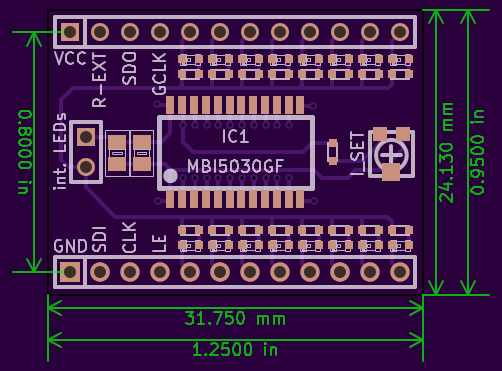 VCC
R-EXT
SDO
GCLK
int. LEDs
IC1
MBI5030GF
I_SET
GND
SDI
CLK
LE
0.8000 in
24.130 mm
0.9500 in
31.750 mm
1.2500 in